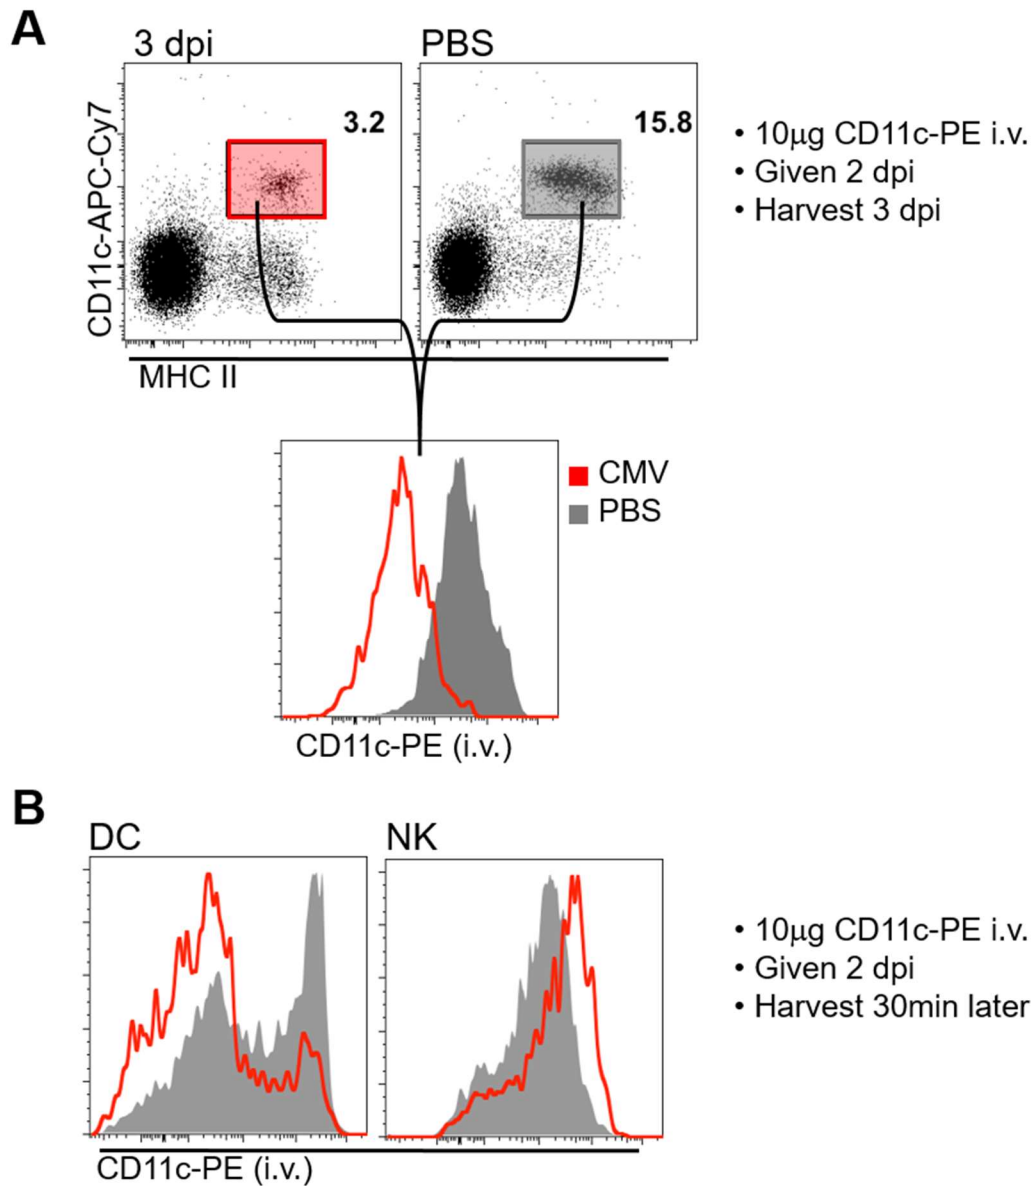 A
3 dpi
PBS
CD11c-APC-Cy7
3.2
15.8
• 10μg CD11c-PE i.v.
• Given 2 dpi
• Harvest 3 dpi
MHC II
CMV
PBS
CD11c-PE (i.v.)
B
DC
NK
• 10μg CD11c-PE i.v.
• Given 2 dpi
• Harvest 30min later
CD11c-PE (i.v.)